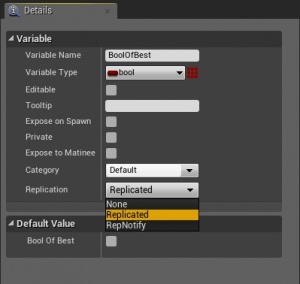 Details
Variable
Variable Name BoolOfBest
Variable Type bool
Editable
Tooltip
Expose on Spawn
Private
Expose to Matinee
Category Default
Replication Replicated
None
Replicated
RepNotify
Default Value
Bool Of Best